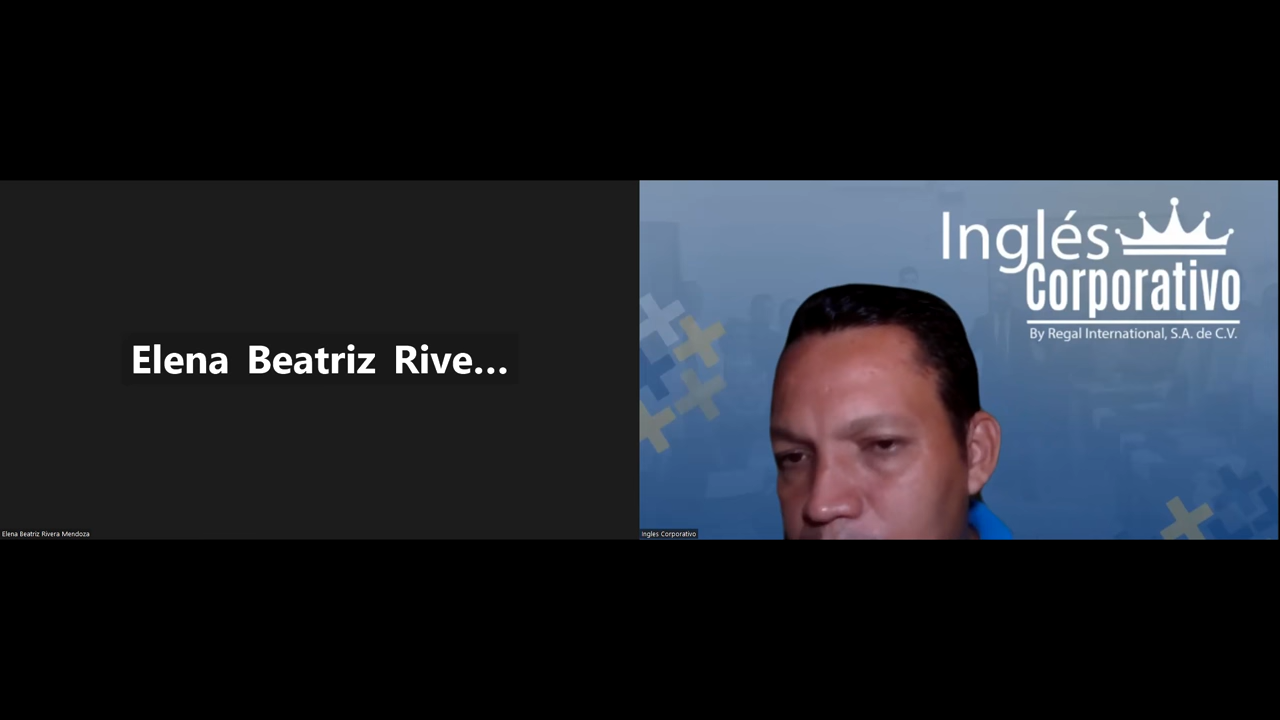 Elena Beatriz Rive...
Elena Beatriz Rivera Mendoza
Inglés
Corporativo
By Regal International, S.A. de C.V.
Ingles Corporativo